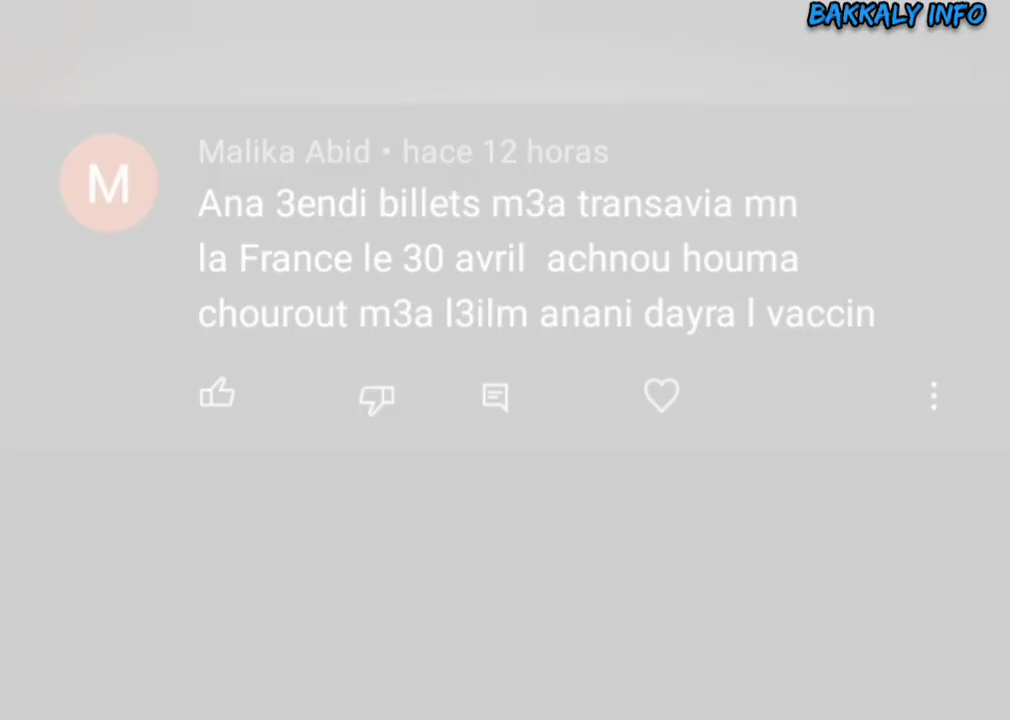 BAKKALY INFO
M
Malika Abid • hace 12 horas
Ana 3endi billets m3a transavia mn
la France le 30 avril achnou houma
chourout m3a l3ilm anani dayra l vaccin